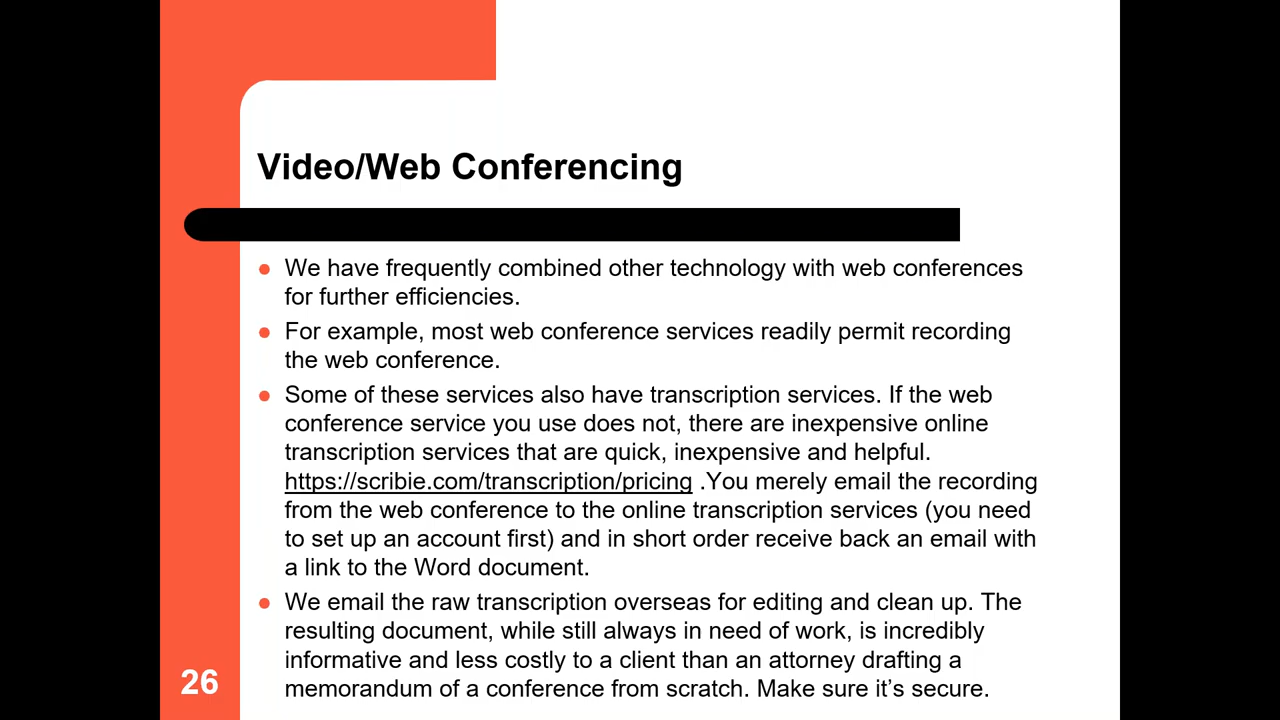 Video/Web Conferencing
We have frequently combined other technology with web conferences
for further efficiencies.
For example, most web conference services readily permit recording
the web conference.
Some of these services also have transcription services. If the web
conference service you use does not, there are inexpensive online
transcription services that are quick, inexpensive and helpful.
https://scribie.com/transcription/pricing .You merely email the recording
from the web conference to the online transcription services (you need
to set up an account first) and in short order receive back an email with
a link to the Word document.
We email the raw transcription overseas for editing and clean up. The
resulting document, while still always in need of work, is incredibly
informative and less costly to a client than an attorney drafting a
memorandum of a conference from scratch. Make sure it’s secure.
26